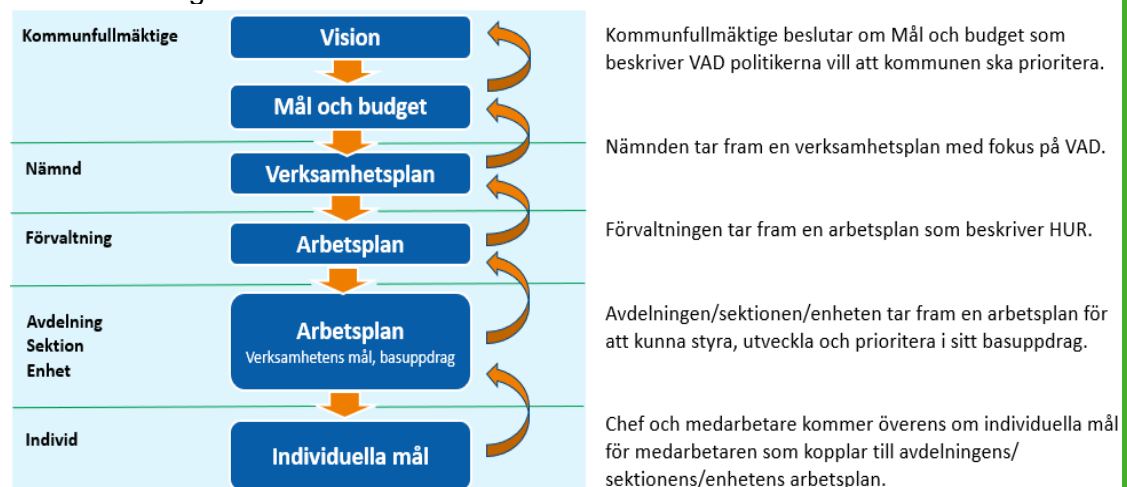 Kommunfullmäktige
Vision
Kommunfullmäktige beslutar om Mål och budget som
beskriver VAD politikerna vill att kommunen ska prioritera.
Mål och budget
Nämnd
Verksamhetsplan
Nämnden tar fram en verksamhetsplan med fokus på VAD.
Förvaltning
Arbetsplan
Förvaltningen tar fram en arbetsplan som beskriver HUR.
Avdelning
Sektion
Enhet
Arbetsplan
Verksamhetens mål, basuppdrag
Avdelningen/sektionen/enheten tar fram en arbetsplan för
att kunna styra, utveckla och prioritera i sitt basuppdrag.
Individ
Individuella mål
Chef och medarbetare kommer överens om individuella mål
för medarbetaren som kopplar till avdelningens/
sektionens/enhetens arbetsplan.